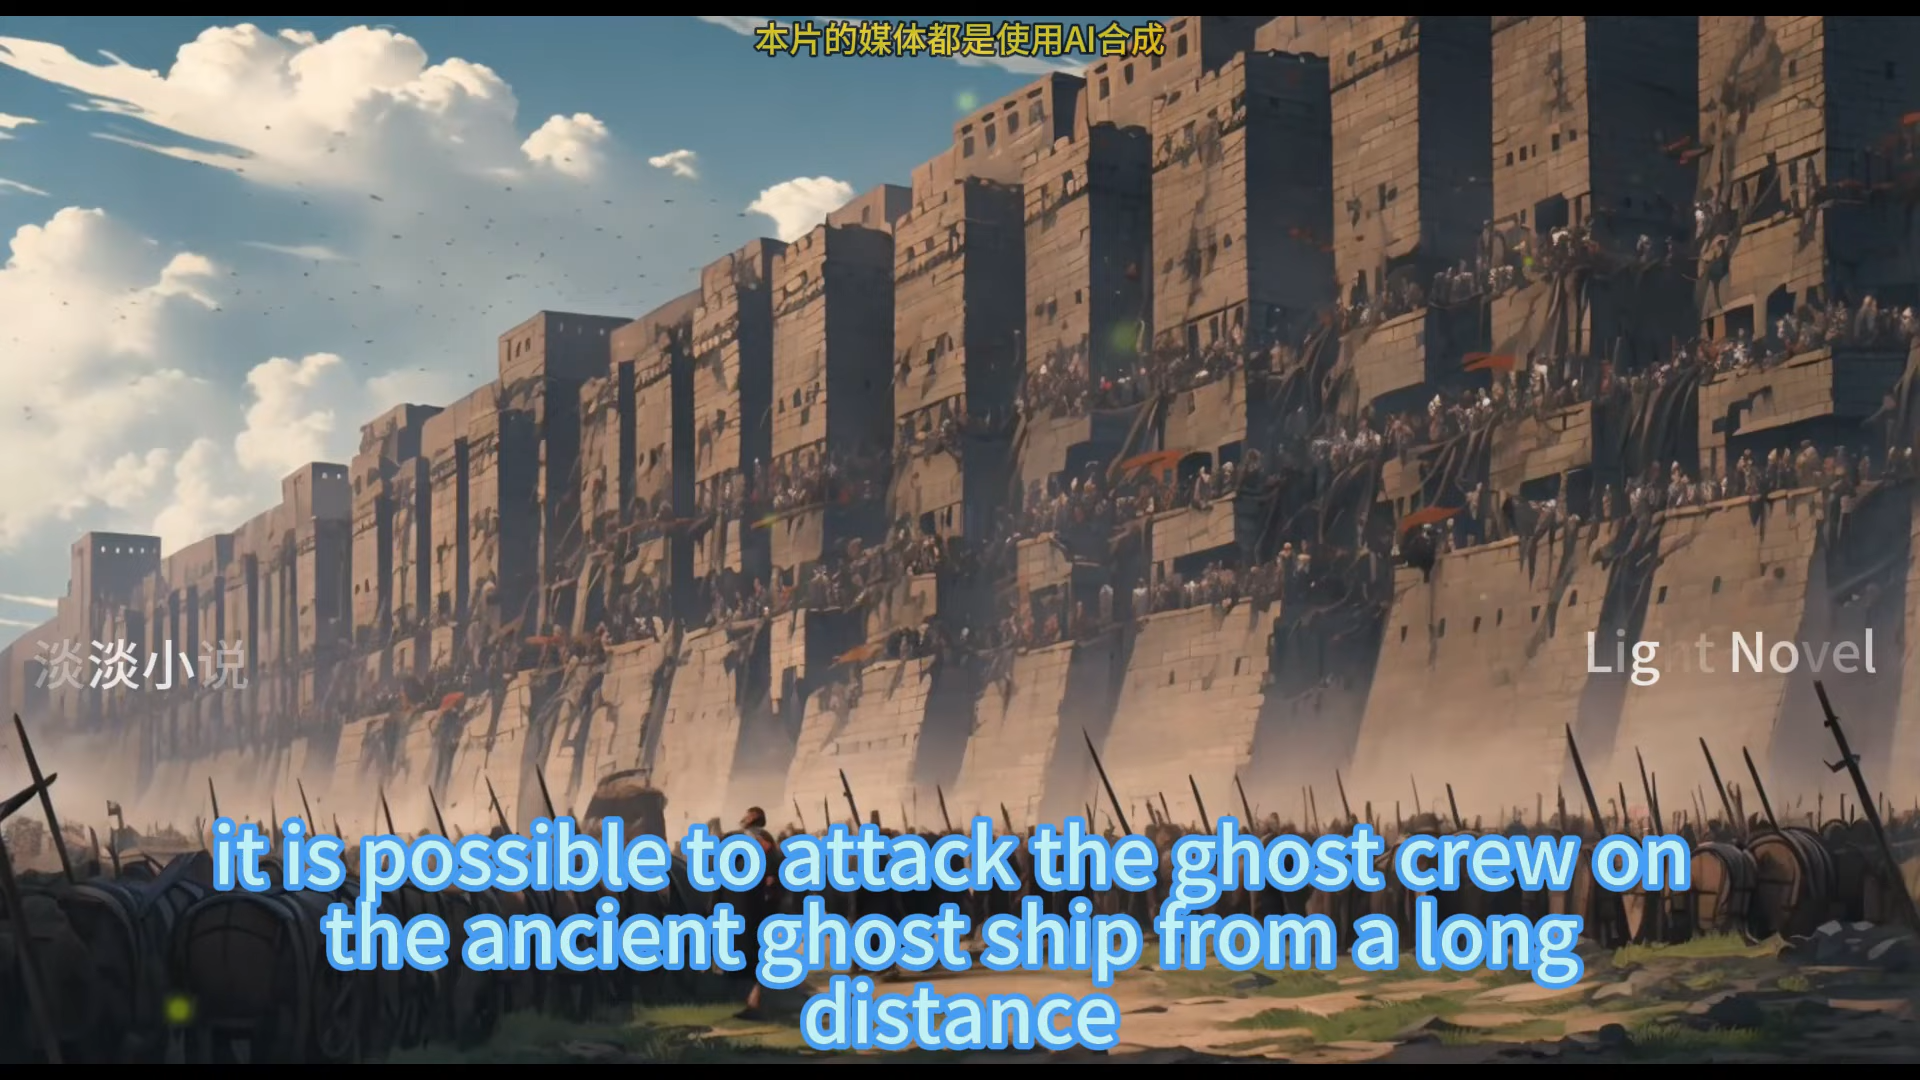 本片的媒体都是使用AI合成
淡淡小说
Light Novel
it is possible to attack the ghost crew on
the ancient ghost ship from a long
distance